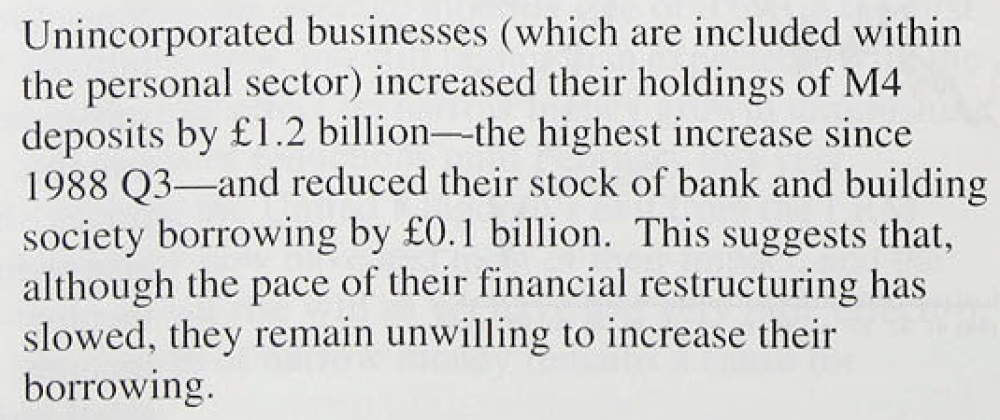 Unincorporated businesses (which are included within
the personal sector) increased their holdings of M4
deposits by £1.2 billion—the highest increase since
1988 Q3—and reduced their stock of bank and building
society borrowing by £0.1 billion.  This suggests that,
although the pace of their financial restructuring has
slowed, they remain unwilling to increase their
borrowing.